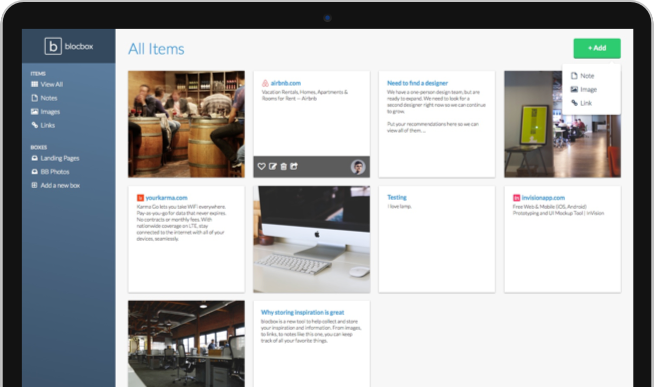 b blocbox
All Items
+ Add
Note
Image
Link
ITEMS
View All
Notes
Images
Links
BOXES
Landing Pages
BB Photos
Add a new box
airbnb.com
Vacation Rentals, Homes, Apartments &
Rooms for Rent – Airbnb
Need to find a designer
We have a one-person design team, but are
ready to expand. We need to look for a
second designer right now so we can continue
to grow.
Put your recommendations here so we can
view all of them ...
yourkarma.com
Karma Go lets you take WiFi everywhere.
Pay-as-you-go for data that never expires.
No contracts or monthly fees. With
nationwide coverage on LTE, stay
connected to the internet with all of your
devices, seamlessly.
Testing
I love lamp.
in invisionapp.com
Free Web & Mobile (iOS, Android)
Prototyping and UI Mockup Tool | InVision
Why storing inspiration is great
blocbox is a new tool to help collect and store
your inspiration and information. From images,
to links, to notes like this one, you can keep
track of all your favorite things.